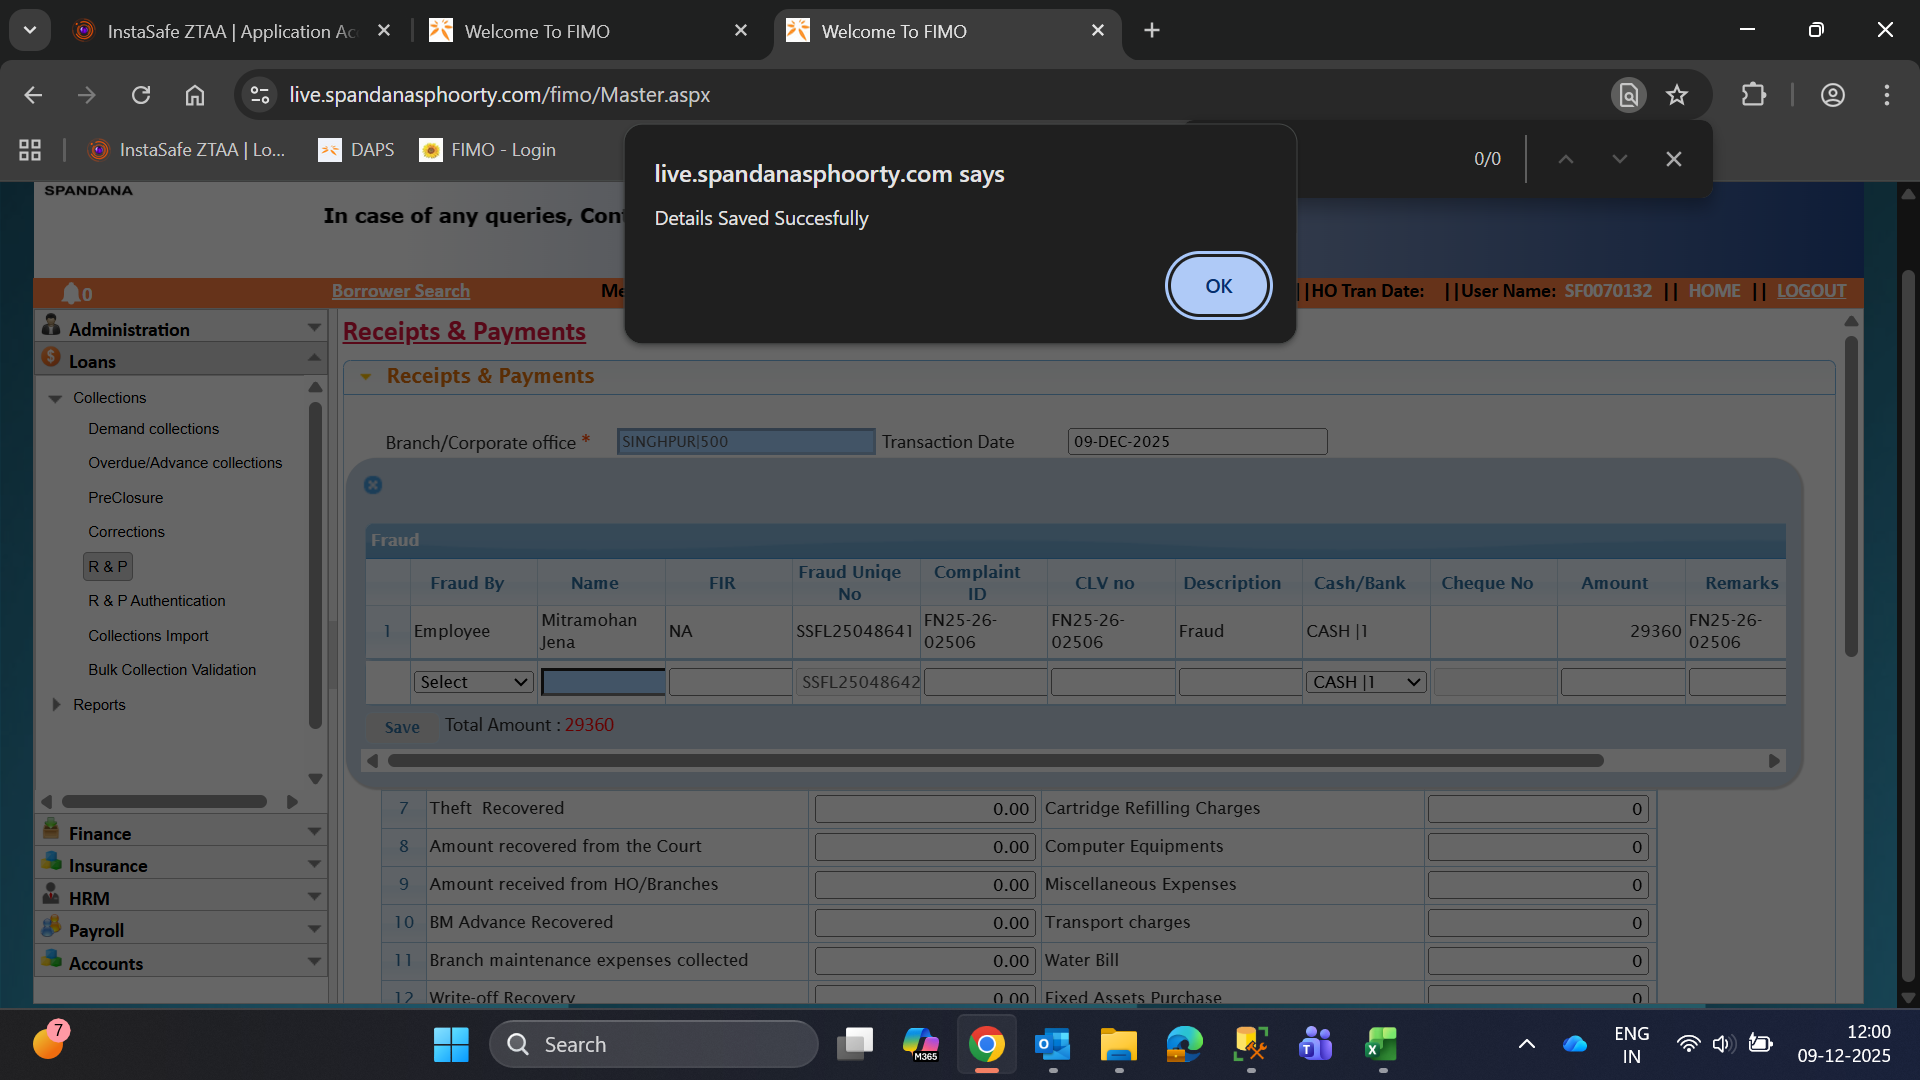 InstaSafe ZTAA | Application Ac
Welcome To FIMO
Welcome To FIMO
live.spandanasphoorty.com/fimo/Master.aspx
InstaSafe ZTAA | Lo...
DAPS
FIMO - Login
0/0
live.spandanasphoorty.com says
Details Saved Succesfully
OK
SPANDANA
In case of any queries, Con
0
Borrower Search
Me
||HO Tran Date: ||User Name: SF0070132 || HOME || LOGOUT
Administration
Loans
Collections
Demand collections
Overdue/Advance collections
PreClosure
Corrections
R & P
R & P Authentication
Collections Import
Bulk Collection Validation
Reports
Finance
Insurance
HRM
Payroll
Accounts
Receipts & Payments
Receipts & Payments
Branch/Corporate office * SINGHPUR|500 Transaction Date 09-DEC-2025
Fraud
Fraud By Name FIR Fraud Uniqe No Complaint ID CLV no Description Cash/Bank Cheque No Amount Remarks
1 Employee Mitramohan Jena NA SSFL25048641 FN25-26-02506 FN25-26-02506 Fraud CASH |1 29360 FN25-26-02506
Select SSFL25048642 CASH |1
Save Total Amount : 29360
7 Theft Recovered 0.00 Cartridge Refilling Charges 0
8 Amount recovered from the Court 0.00 Computer Equipments 0
9 Amount received from HO/Branches 0.00 Miscellaneous Expenses 0
10 BM Advance Recovered 0.00 Transport charges 0
11 Branch maintenance expenses collected 0.00 Water Bill 0
12 Write-off Recovery 0.00 Fixed Assets Purchase 0
7
Search
M365
ENG
IN
12:00
09-12-2025